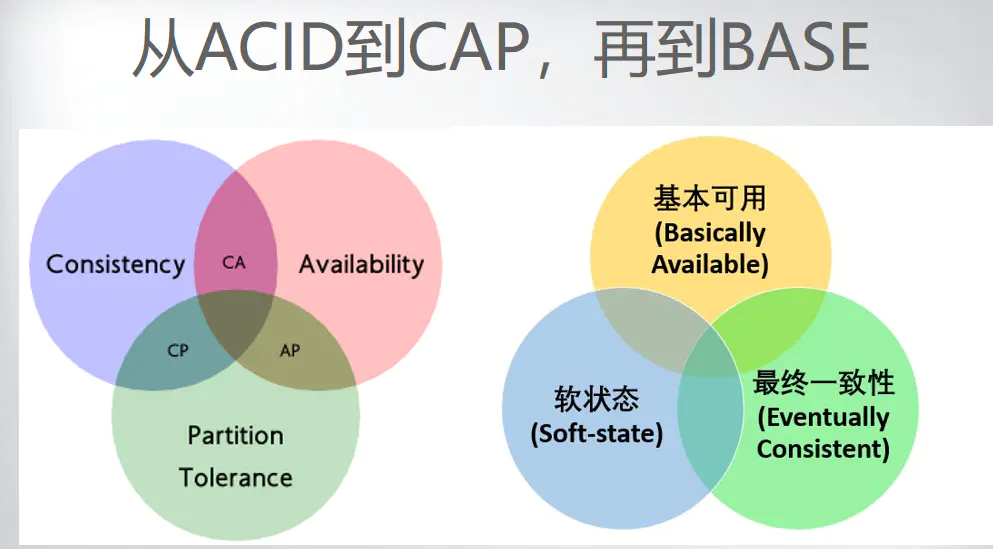 从ACID到CAP，再到BASE
Consistency
CA
Availability
CP
AP
Partition
Tolerance
基本可用
(Basically
Available)
软状态
(Soft-state)
最终一致性
(Eventually
Consistent)